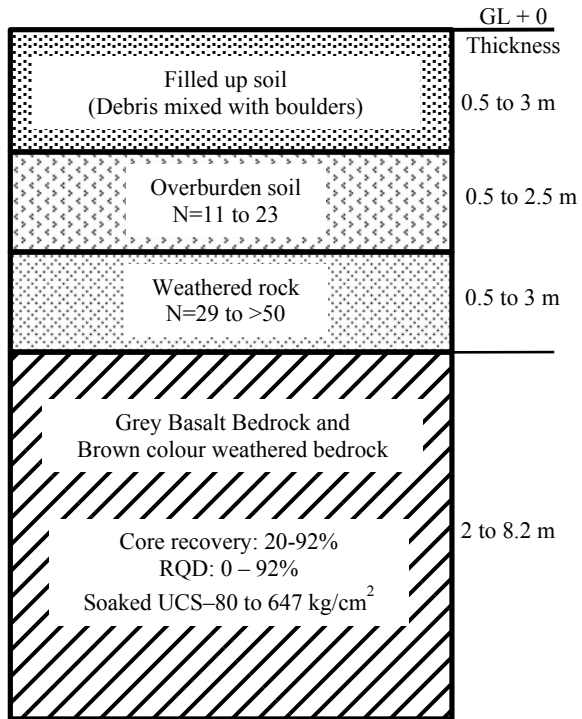 GL + 0
Thickness
Filled up soil
(Debris mixed with boulders)
0.5 to 3 m
Overburden soil
N=11 to 23
0.5 to 2.5 m
Weathered rock
N=29 to >50
0.5 to 3 m
Grey Basalt Bedrock and
Brown colour weathered bedrock
Core recovery: 20-92%
RQD: 0 – 92%
Soaked UCS–80 to 647 kg/cm²
2 to 8.2 m